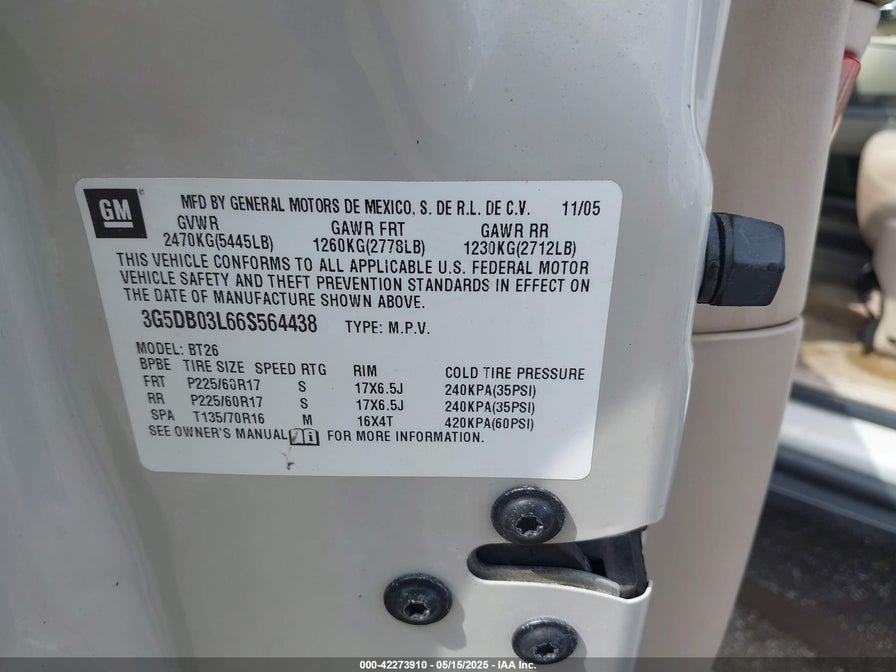 GM
MFD BY GENERAL MOTORS DE MEXICO, S. DE R.L. DE C.V. 11/05
GVWR GAWR FRT GAWR RR
2470KG(5445LB) 1260KG(2778LB) 1230KG(2712LB)
THIS VEHICLE CONFORMS TO ALL APPLICABLE U.S. FEDERAL MOTOR
VEHICLE SAFETY AND THEFT PREVENTION STANDARDS IN EFFECT ON
THE DATE OF MANUFACTURE SHOWN ABOVE.
3G5DB03L66S564438 TYPE: M.P.V.
MODEL: BT26
BPBE TIRE SIZE SPEED RTG RIM COLD TIRE PRESSURE
FRT P225/60R17 S 17X6.5J 240KPA(35PSI)
RR P225/60R17 S 17X6.5J 240KPA(35PSI)
SPA T135/70R16 M 16X4T 420KPA(60PSI)
SEE OWNER'S MANUAL i FOR MORE INFORMATION.
000-42273910 - 05/15/2025 - IAA Inc.